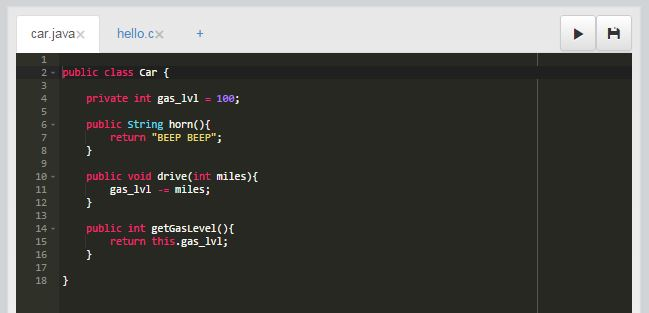 car.java× hello.c× +
1
2 public class Car {
3
4 private int gas_lvl = 100;
5
6 public String horn(){
7 return "BEEP BEEP";
8 }
9
10 public void drive(int miles){
11 gas_lvl -= miles;
12 }
13
14 public int getGasLevel(){
15 return this.gas_lvl;
16 }
17
18 }